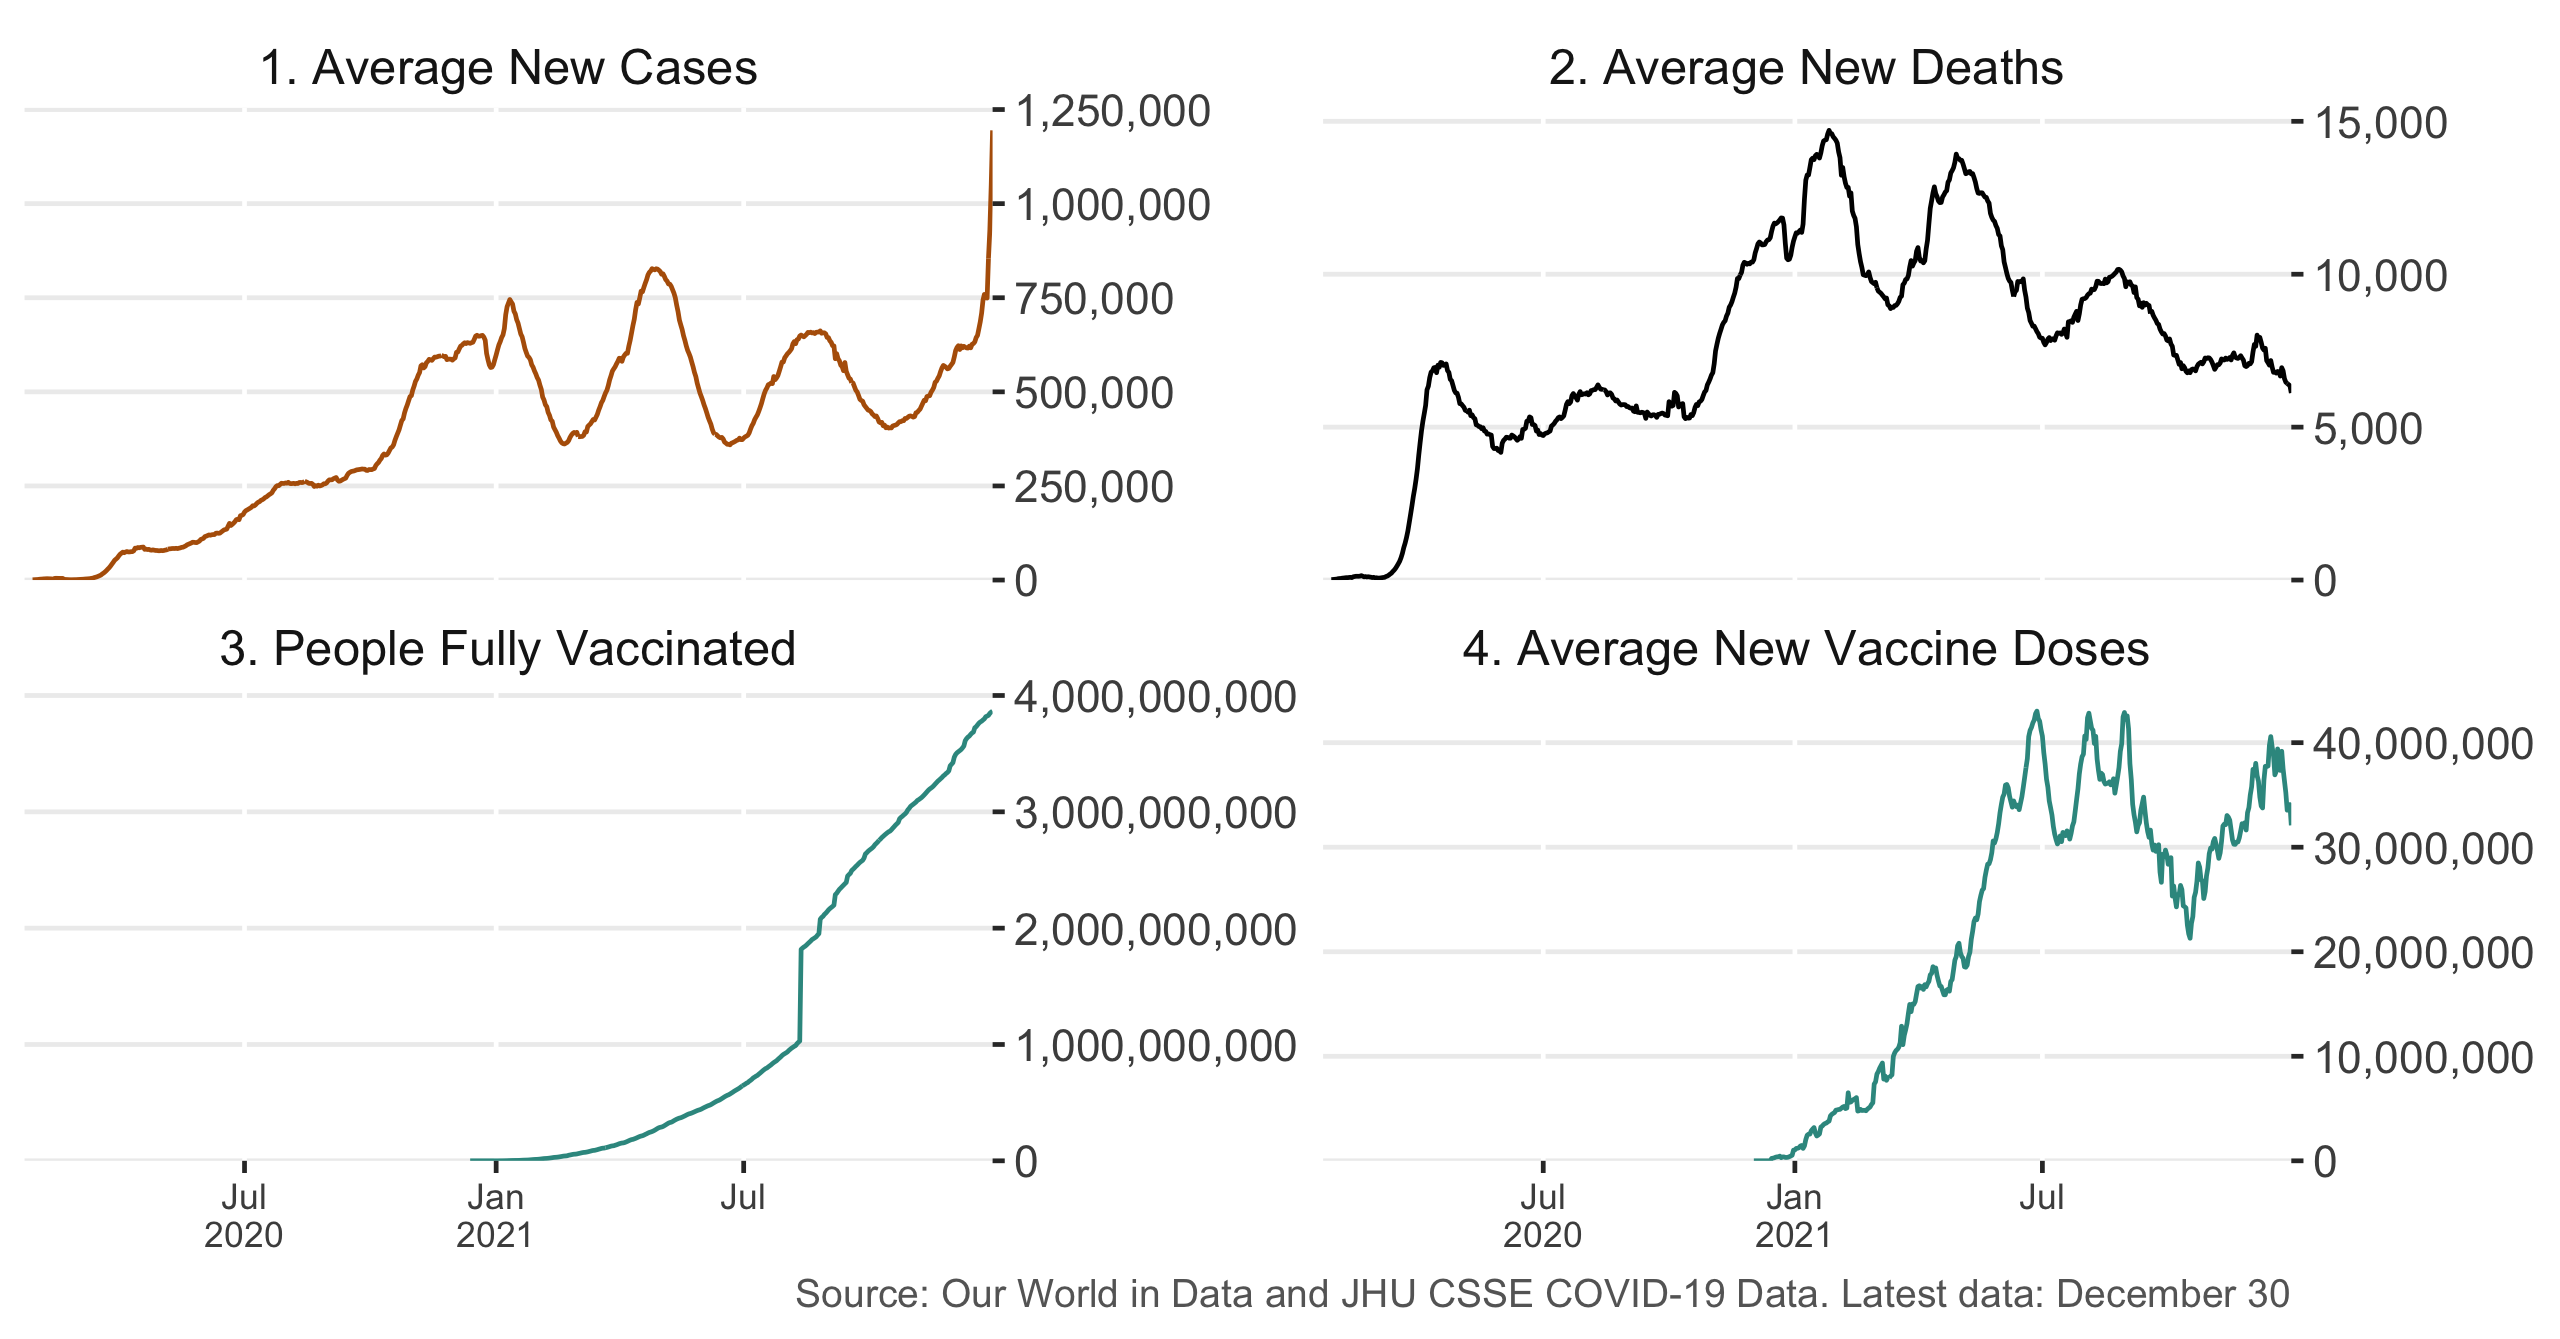 1. Average New Cases
1,250,000
1,000,000
750,000
500,000
250,000
0
2. Average New Deaths
15,000
10,000
5,000
0
3. People Fully Vaccinated
4,000,000,000
3,000,000,000
2,000,000,000
1,000,000,000
0
Jul
2020
Jan
2021
Jul
4. Average New Vaccine Doses
40,000,000
30,000,000
20,000,000
10,000,000
0
Jul
2020
Jan
2021
Jul
Source: Our World in Data and JHU CSSE COVID-19 Data. Latest data: December 30